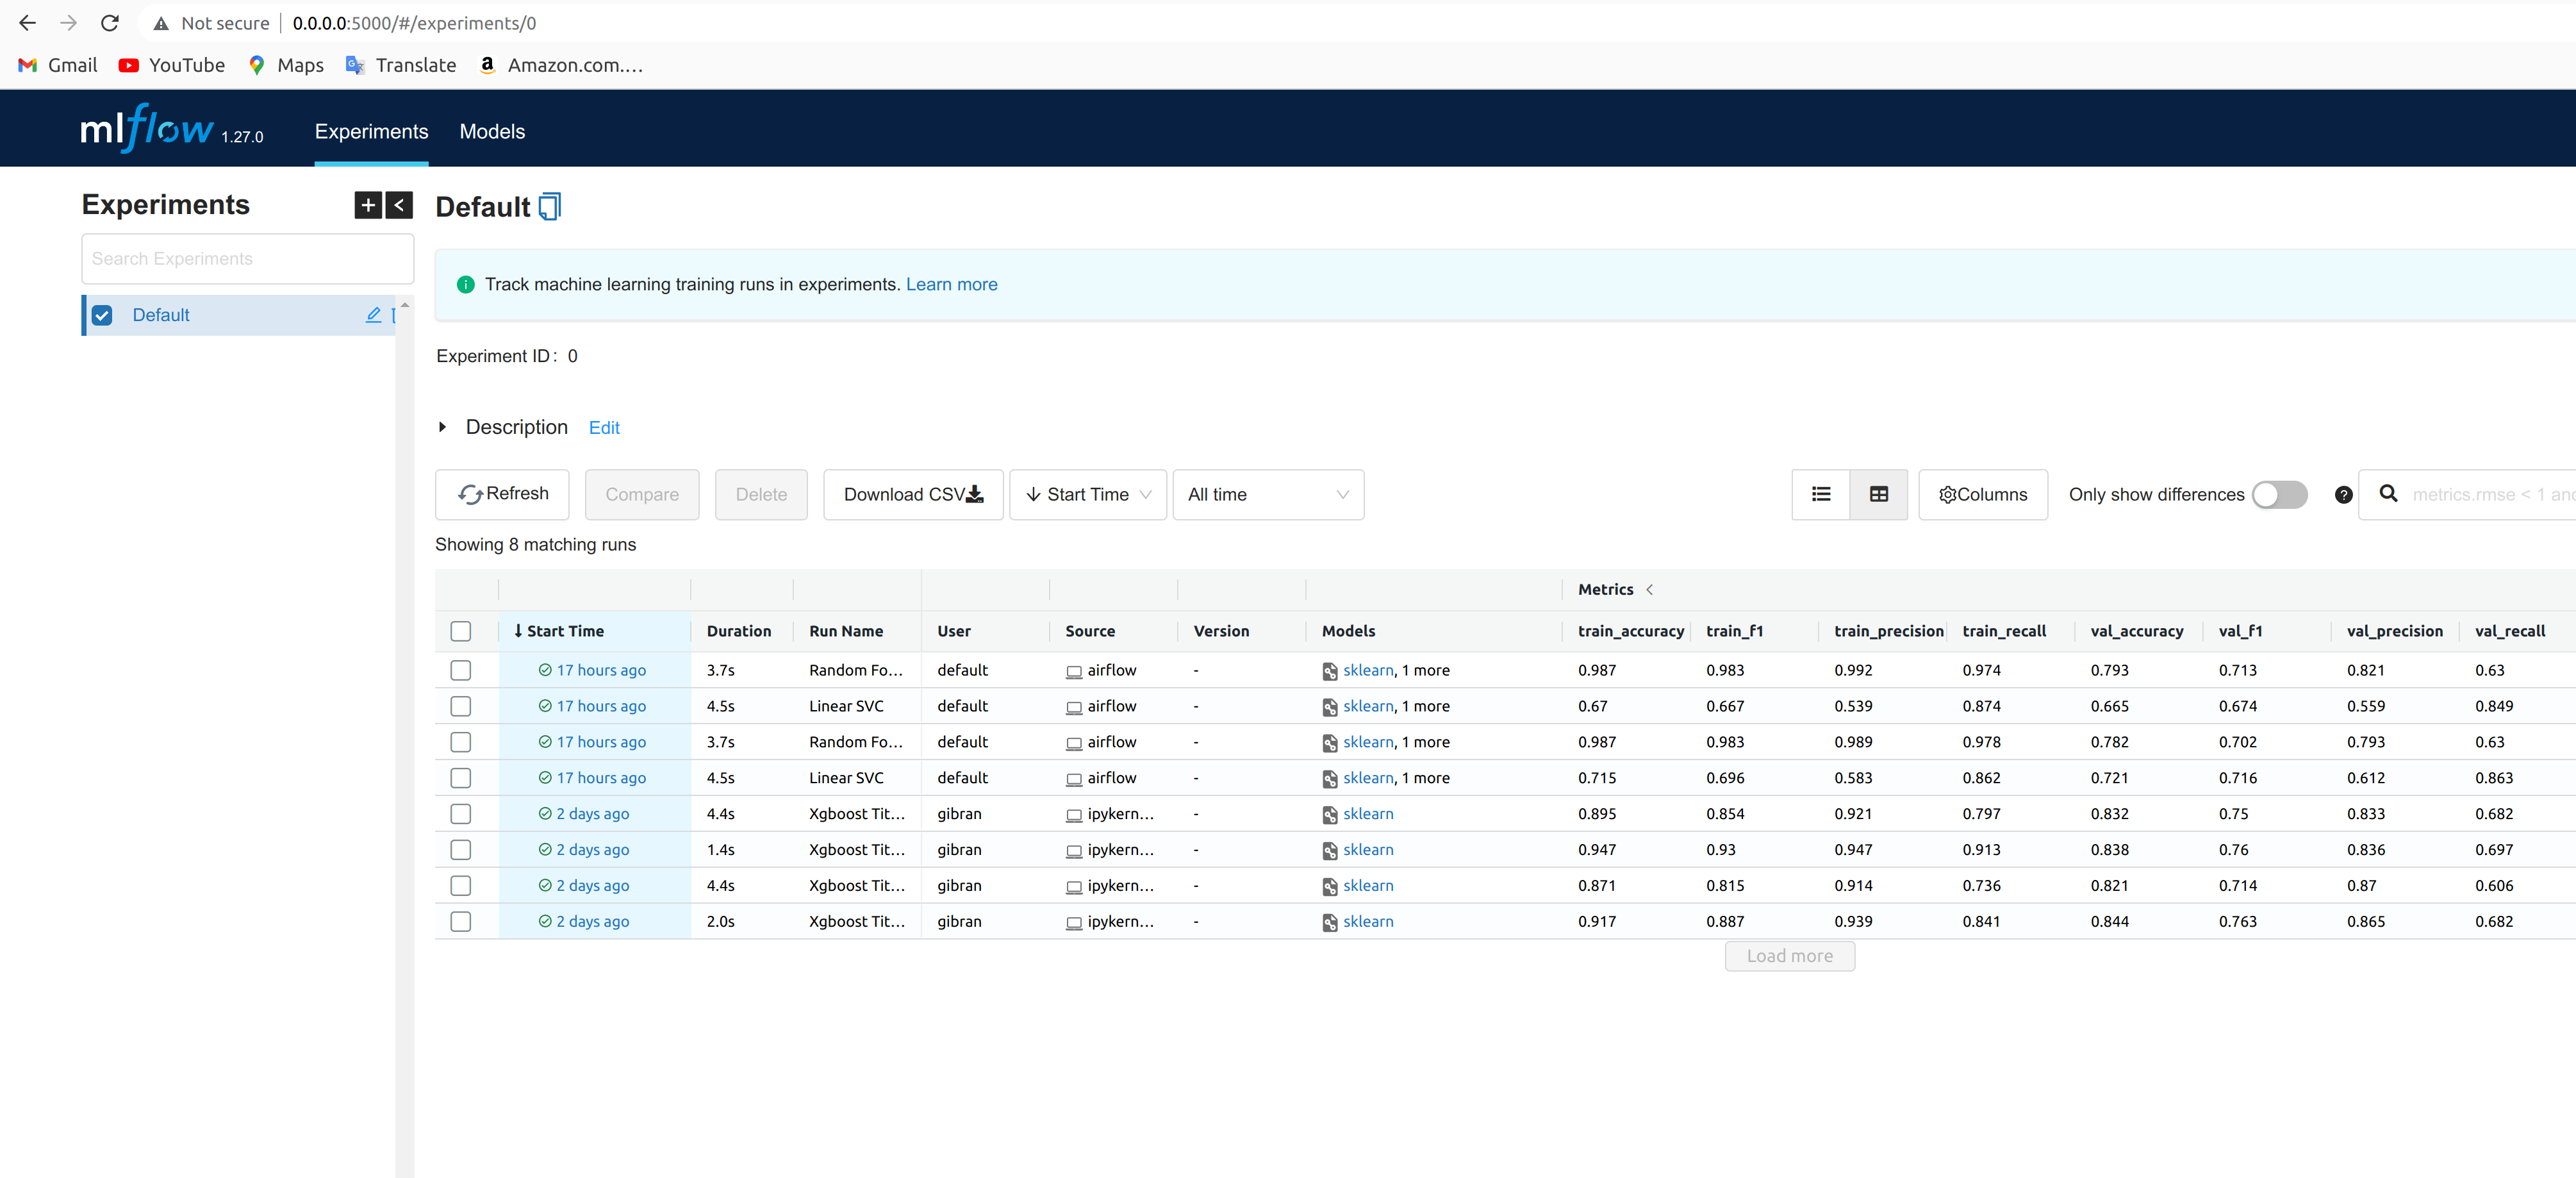 Not secure 0.0.0.0:5000/#/experiments/0
Gmail YouTube Maps Translate Amazon.com....
mlflow 1.27.0 Experiments Models
Experiments + <
Search Experiments
Default
Default
Track machine learning training runs in experiments. Learn more
Experiment ID: 0
Description Edit
Refresh Compare Delete Download CSV Start Time All time Columns Only show differences ? metrics.rmse < 1 and
Showing 8 matching runs
Metrics <
Start Time Duration Run Name User Source Version Models train_accuracy train_f1 train_precision train_recall val_accuracy val_f1 val_precision val_recall
17 hours ago 3.7s Random Fo... default airflow - sklearn, 1 more 0.987 0.983 0.992 0.974 0.793 0.713 0.821 0.63
17 hours ago 4.5s Linear SVC default airflow - sklearn, 1 more 0.67 0.667 0.539 0.874 0.665 0.674 0.559 0.849
17 hours ago 3.7s Random Fo... default airflow - sklearn, 1 more 0.987 0.983 0.989 0.978 0.782 0.702 0.793 0.63
17 hours ago 4.5s Linear SVC default airflow - sklearn, 1 more 0.715 0.696 0.583 0.862 0.721 0.716 0.612 0.863
2 days ago 4.4s Xgboost Tit... gibran ipykern... - sklearn 0.895 0.854 0.921 0.797 0.832 0.75 0.833 0.682
2 days ago 1.4s Xgboost Tit... gibran ipykern... - sklearn 0.947 0.93 0.947 0.913 0.838 0.76 0.836 0.697
2 days ago 4.4s Xgboost Tit... gibran ipykern... - sklearn 0.871 0.815 0.914 0.736 0.821 0.714 0.87 0.606
2 days ago 2.0s Xgboost Tit... gibran ipykern... - sklearn 0.917 0.887 0.939 0.841 0.844 0.763 0.865 0.682
Load more